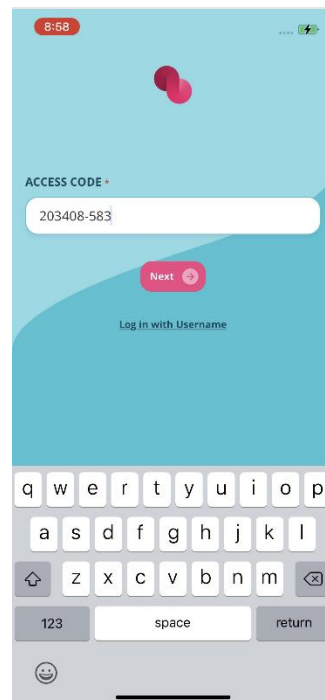 8:58
ACCESS CODE *
203408-583
Next
Log in with Username
q w e r t y u i o p
a s d f g h j k l
z x c v b n m
123 space return